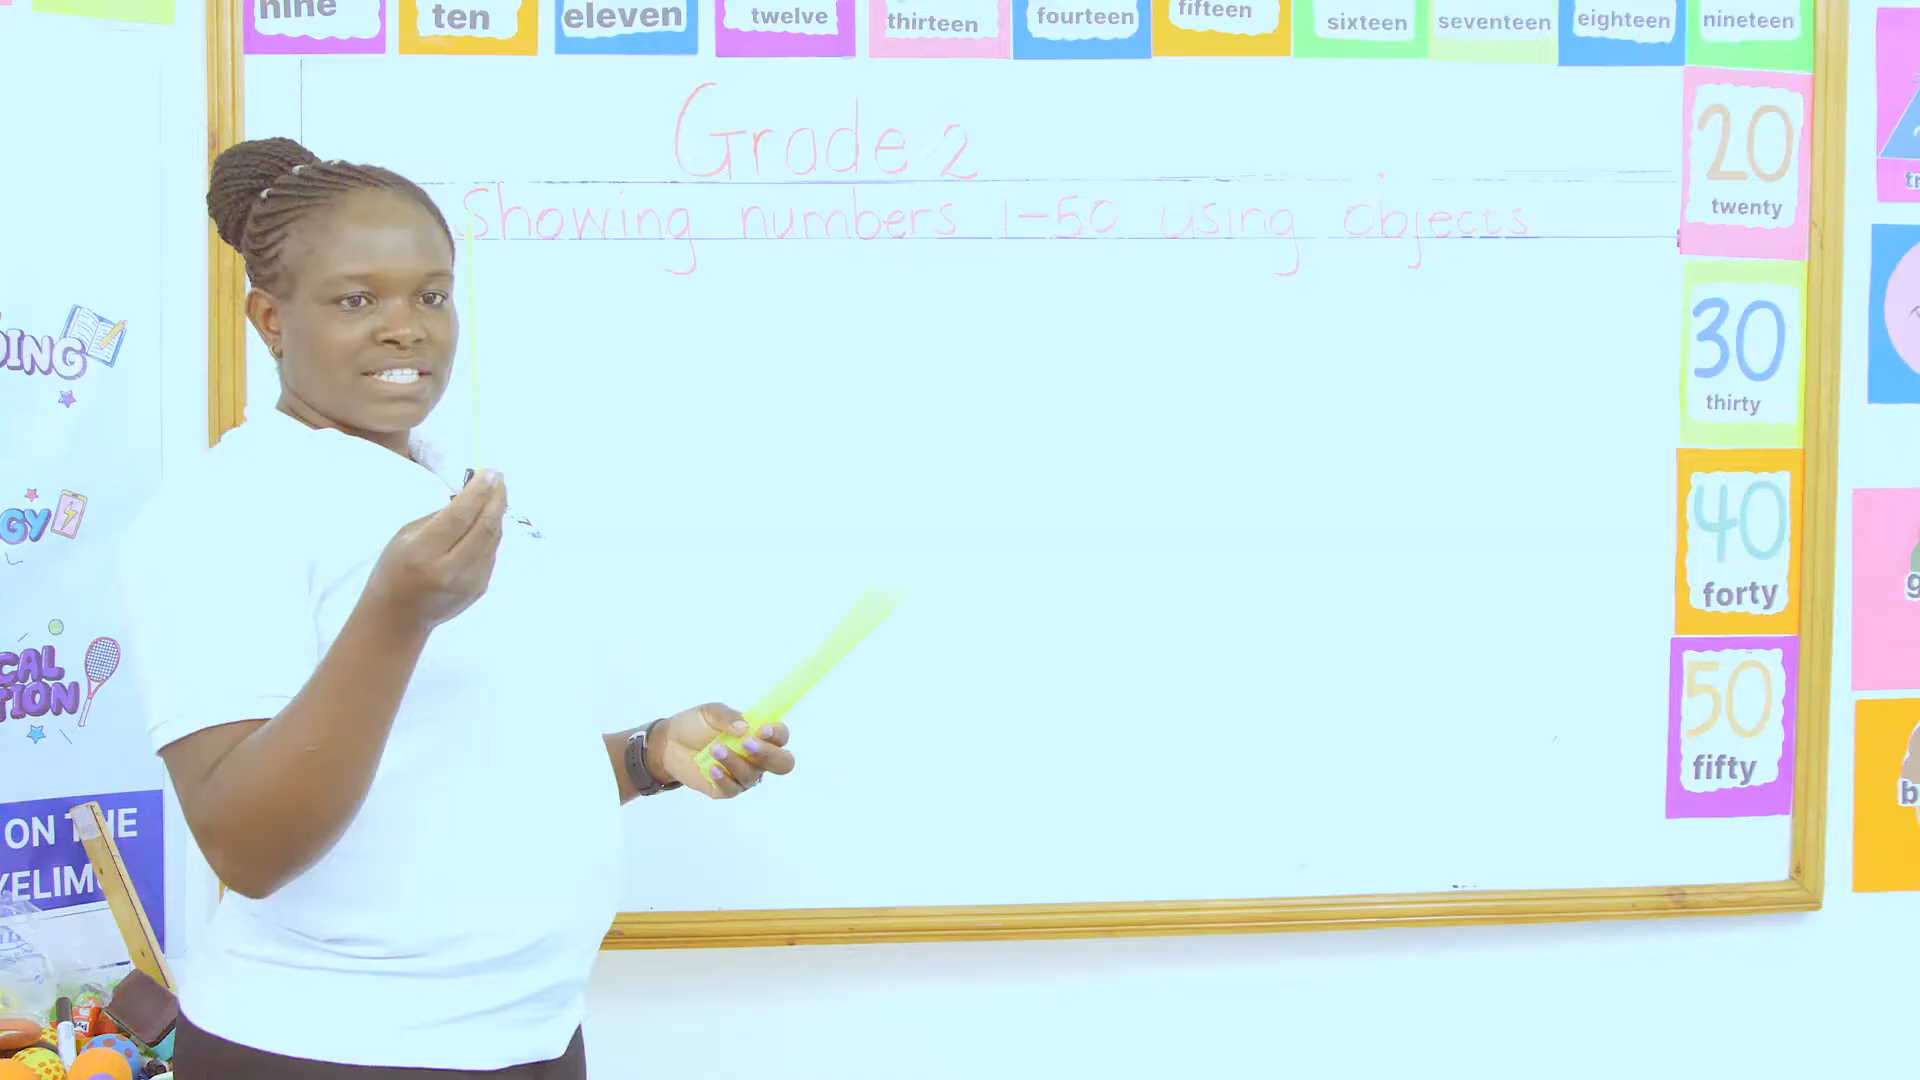 nine ten eleven twelve thirteen fourteen fifteen sixteen seventeen eighteen nineteen
Grade 2
Showing numbers 1-50 using objects
20
twenty
30
thirty
40
forty
50
fifty
ON THE